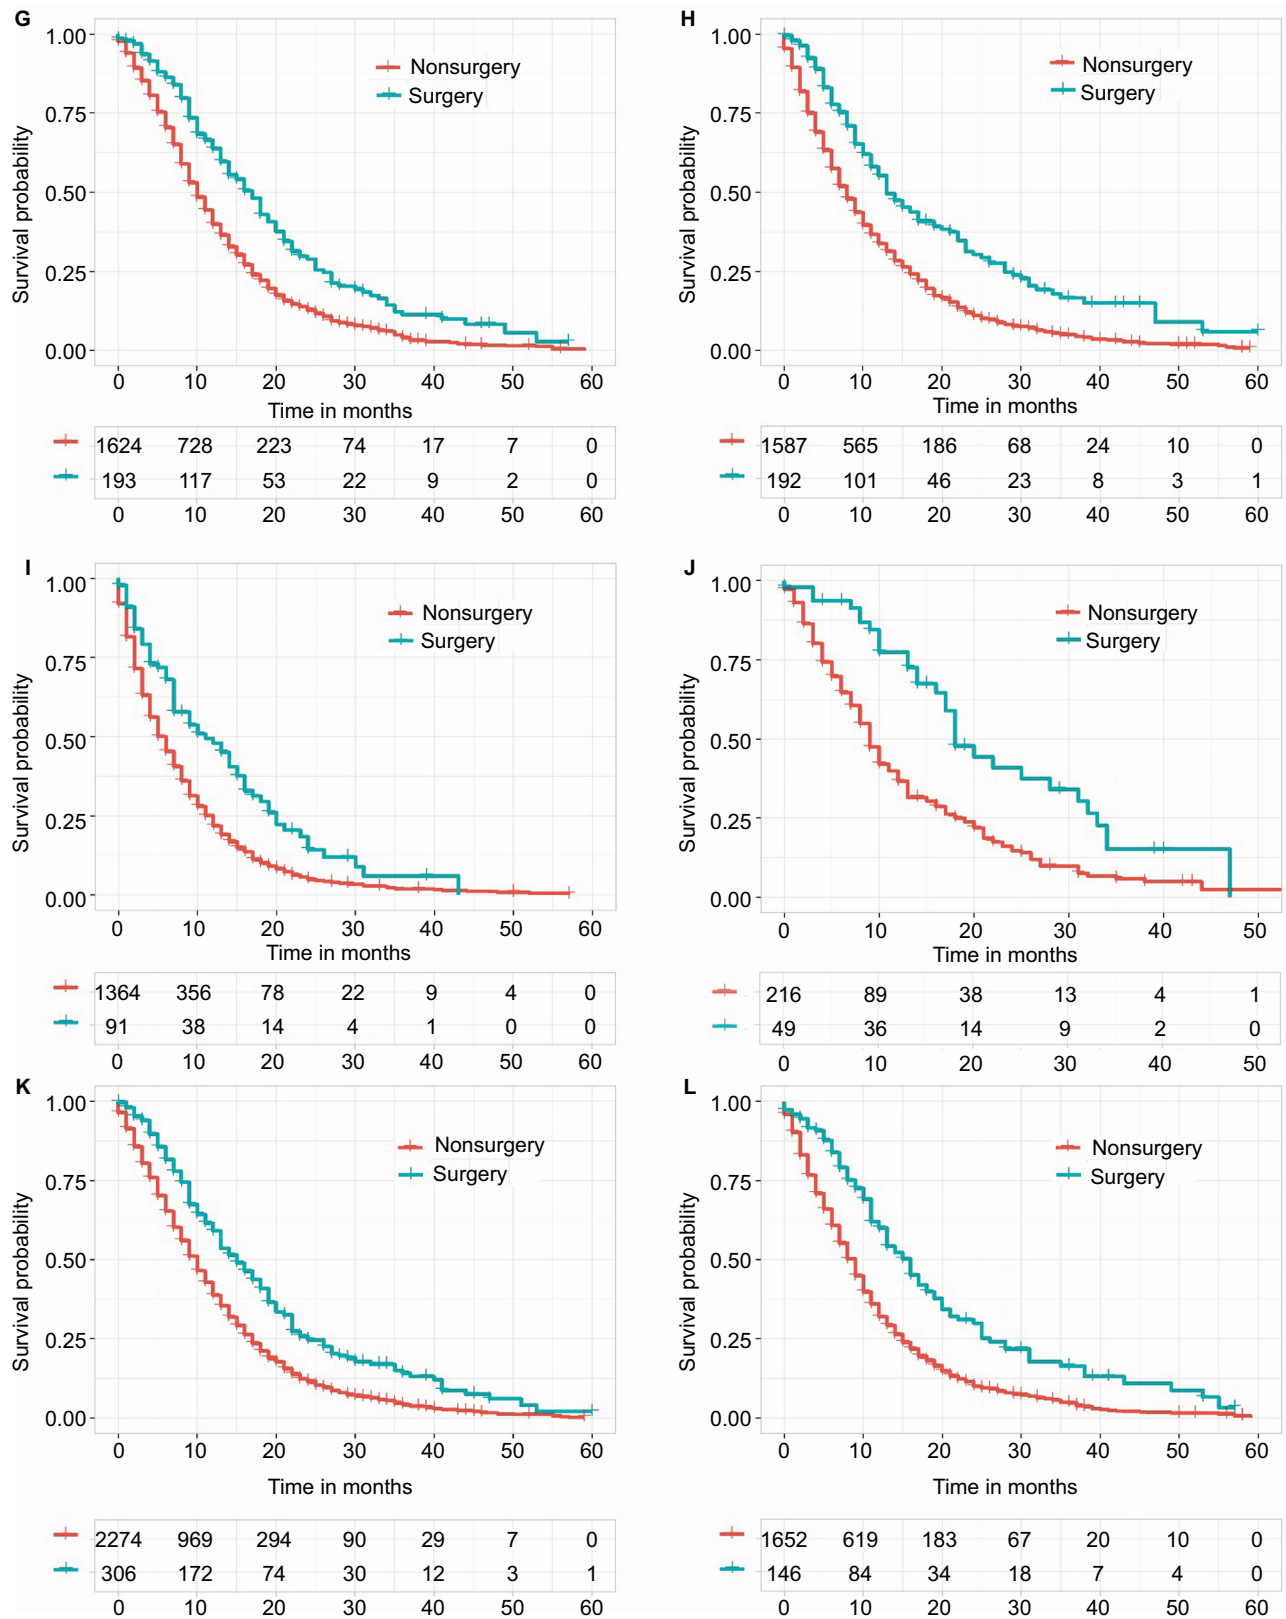 G
1.00
0.75
0.50
0.25
0.00
Survival probability
Nonsurgery
Surgery
0 10 20 30 40 50 60
Time in months
1624 728 223 74 17 7 0
193 117 53 22 9 2 0
0 10 20 30 40 50 60
H
1.00
0.75
0.50
0.25
0.00
Survival probability
Nonsurgery
Surgery
0 10 20 30 40 50 60
Time in months
1587 565 186 68 24 10 0
192 101 46 23 8 3 1
0 10 20 30 40 50 60
I
1.00
0.75
0.50
0.25
0.00
Survival probability
Nonsurgery
Surgery
0 10 20 30 40 50 60
Time in months
1364 356 78 22 9 4 0
91 38 14 4 1 0 0
0 10 20 30 40 50 60
J
1.00
0.75
0.50
0.25
0.00
Survival probability
Nonsurgery
Surgery
0 10 20 30 40 50
Time in months
216 89 38 13 4 1
49 36 14 9 2 0
0 10 20 30 40 50
K
1.00
0.75
0.50
0.25
0.00
Survival probability
Nonsurgery
Surgery
0 10 20 30 40 50 60
Time in months
2274 969 294 90 29 7 0
306 172 74 30 12 3 1
0 10 20 30 40 50 60
L
1.00
0.75
0.50
0.25
0.00
Survival probability
Nonsurgery
Surgery
0 10 20 30 40 50 60
Time in months
1652 619 183 67 20 10 0
146 84 34 18 7 4 0
0 10 20 30 40 50 60